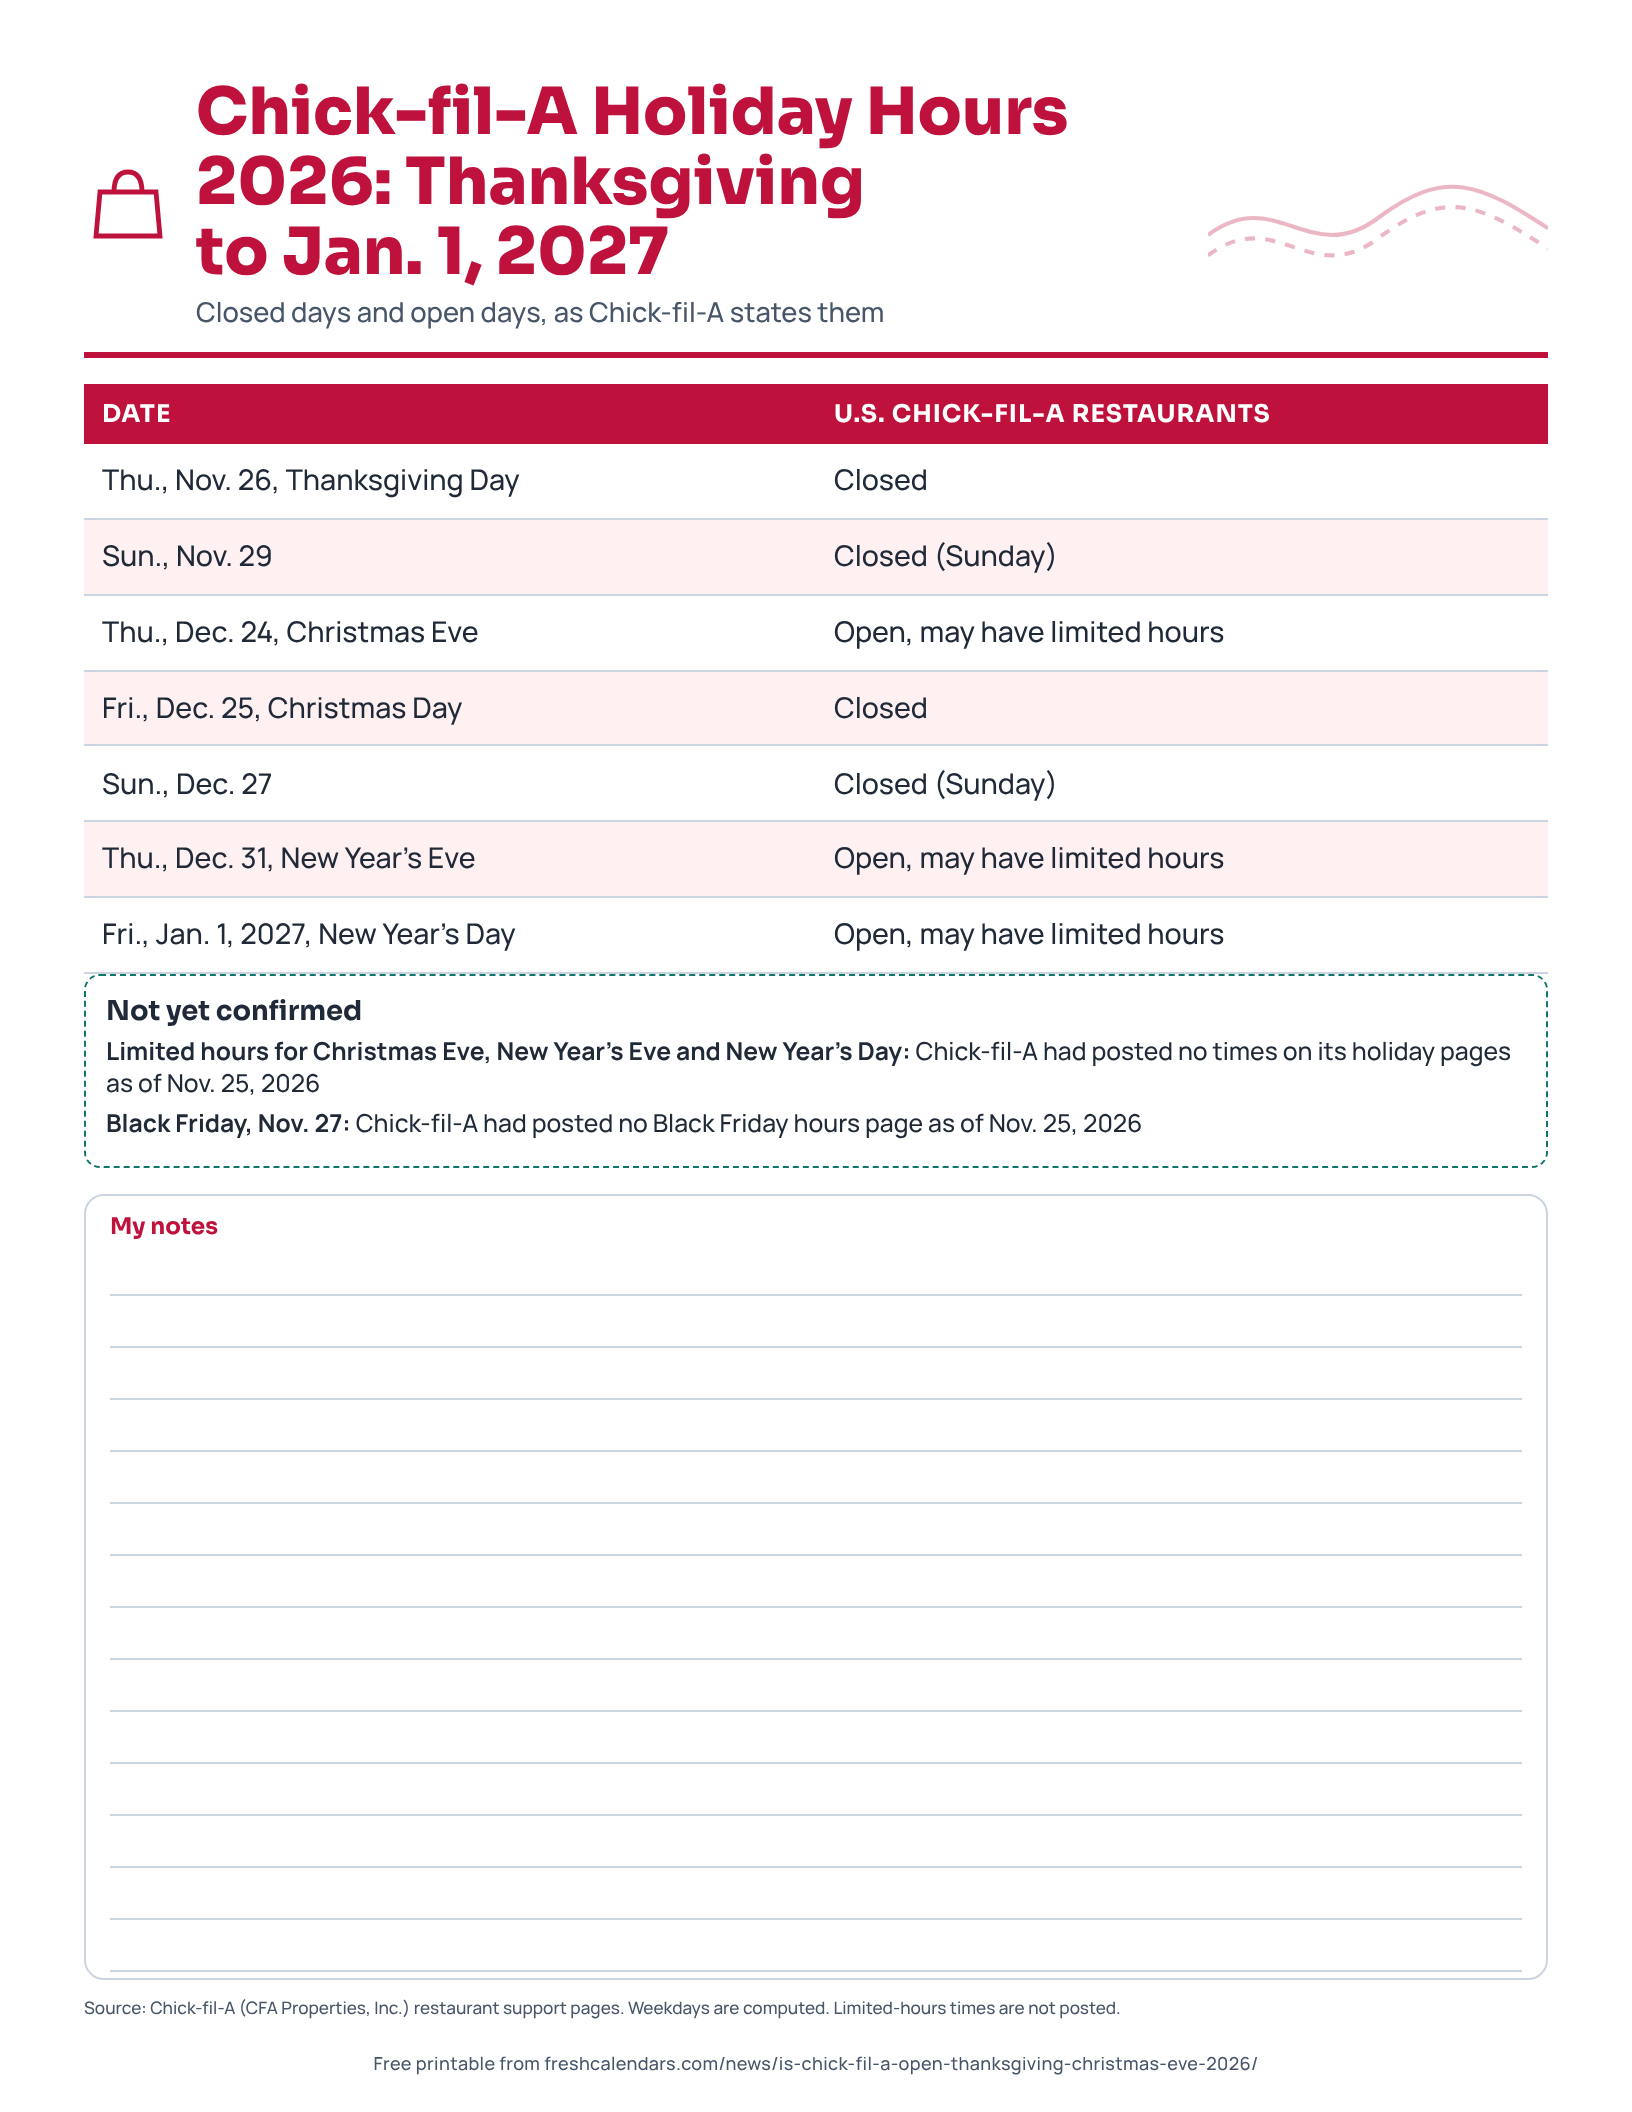 Chick-fil-A Holiday Hours
2026: Thanksgiving
to Jan. 1, 2027
Closed days and open days, as Chick-fil-A states them
DATE U.S. CHICK-FIL-A RESTAURANTS
Thu., Nov. 26, Thanksgiving Day Closed
Sun., Nov. 29 Closed (Sunday)
Thu., Dec. 24, Christmas Eve Open, may have limited hours
Fri., Dec. 25, Christmas Day Closed
Sun., Dec. 27 Closed (Sunday)
Thu., Dec. 31, New Year’s Eve Open, may have limited hours
Fri., Jan. 1, 2027, New Year’s Day Open, may have limited hours
Not yet confirmed
Limited hours for Christmas Eve, New Year’s Eve and New Year’s Day: Chick-fil-A had posted no times on its holiday pages
as of Nov. 25, 2026
Black Friday, Nov. 27: Chick-fil-A had posted no Black Friday hours page as of Nov. 25, 2026
My notes
Source: Chick-fil-A (CFA Properties, Inc.) restaurant support pages. Weekdays are computed. Limited-hours times are not posted.
Free printable from freshcalendars.com/news/is-chick-fil-a-open-thanksgiving-christmas-eve-2026/